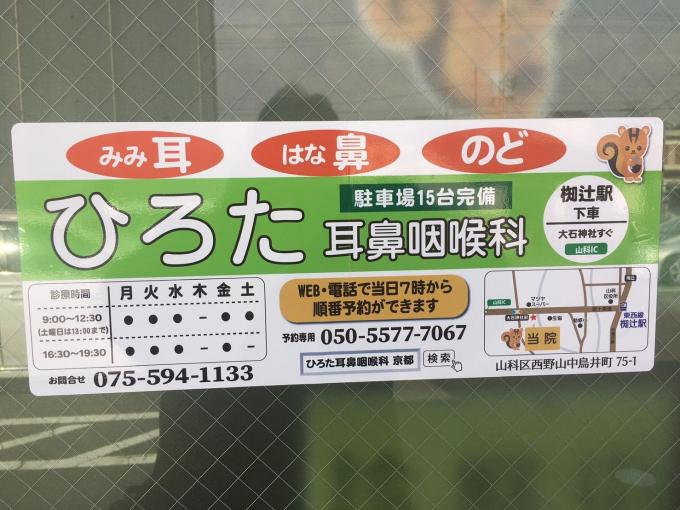 みみ耳
はな鼻
のど
ひろた
駐車場15台完備
耳鼻咽喉科
椥辻駅
下車
大石神社すぐ
山科IC
診療時間 月 火 水 木 金 土
9:00~12:30 ● ● ● － ● ●
(土曜日は13:00まで)
16:30~19:30 ● ● ● － ● －
お問合せ 075-594-1133
WEB・電話で当日7時から
順番予約ができます
予約専用 050-5577-7067
ひろた耳鼻咽喉科 京都 検索
山科IC
マツヤ
スーパー
大石神社前
東西線
椥辻駅
当院
山科区西野山中鳥井町 75-1